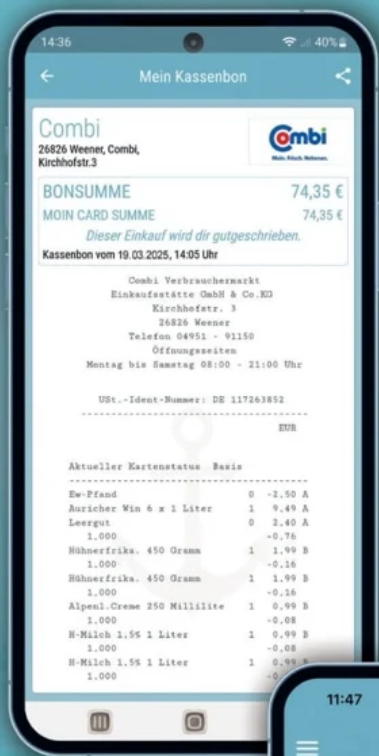 14:36
40%
Mein Kassenbon
Combi
26826 Weener, Combi,
Kirchhofstr.3
Combi
Moin. Frisch. Nebenan.
BONSUMME 74,35 €
MOIN CARD SUMME 74,35 €
Dieser Einkauf wird dir gutgeschrieben.
Kassenbon vom 19.03.2025, 14:05 Uhr
Combi Verbrauchermarkt
Einkaufsstätte GmbH & Co.KG
Kirchhofstr. 3
26826 Weener
Telefon 04951 - 91150
Öffnungszeiten
Montag bis Samstag 08:00 - 21:00 Uhr
USt.-Ident-Nummer: DE 117263852
EUR
Aktueller Kartenstatus Basis
Ew-Pfand 0 -2,50 A
Auricher Win 6 x 1 Liter 1 9,49 A
Leergut 0 2,40 A
1,000 -0,76
Hühnerfrika. 450 Gramm 1 1,99 B
1,000 -0,16
Hühnerfrika. 450 Gramm 1 1,99 B
1,000 -0,16
Alpenl.Creme 250 Millilite 1 0,99 B
1,000 -0,08
H-Milch 1,5% 1 Liter 1 0,99 B
1,000 -0,08
H-Milch 1,5% 1 Liter 1 0,99 B
1,000
11:47